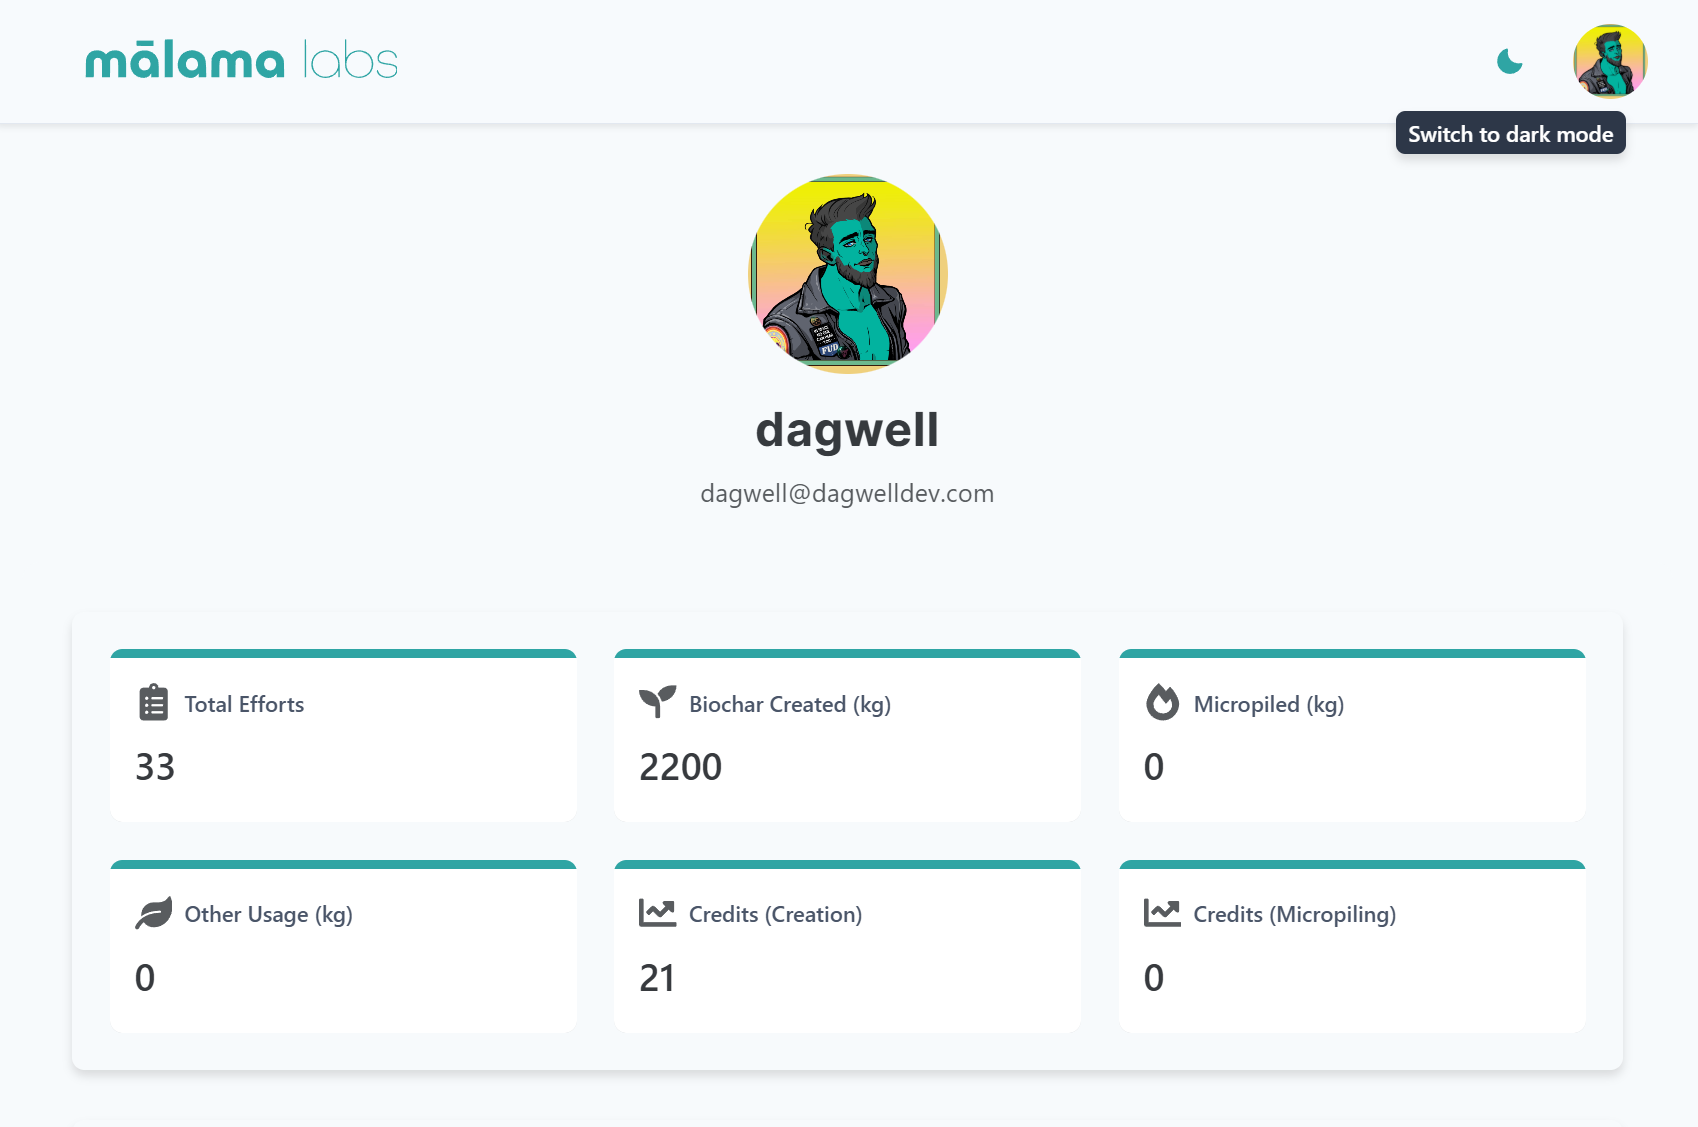 mālama labs
Switch to dark mode
FUD
dagwell
dagwell@dagwelldev.com
Total Efforts
33
Biochar Created (kg)
2200
Micropiled (kg)
0
Other Usage (kg)
0
Credits (Creation)
21
Credits (Micropiling)
0